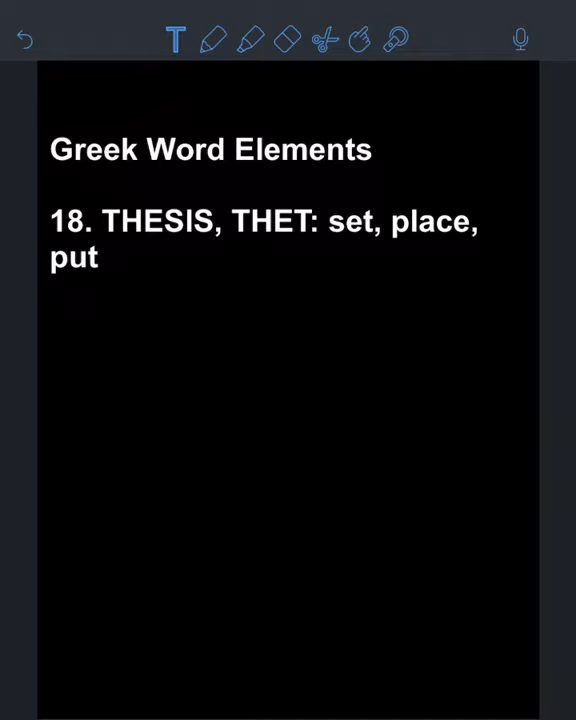 Greek Word Elements
18. THESIS, THET: set, place,
put